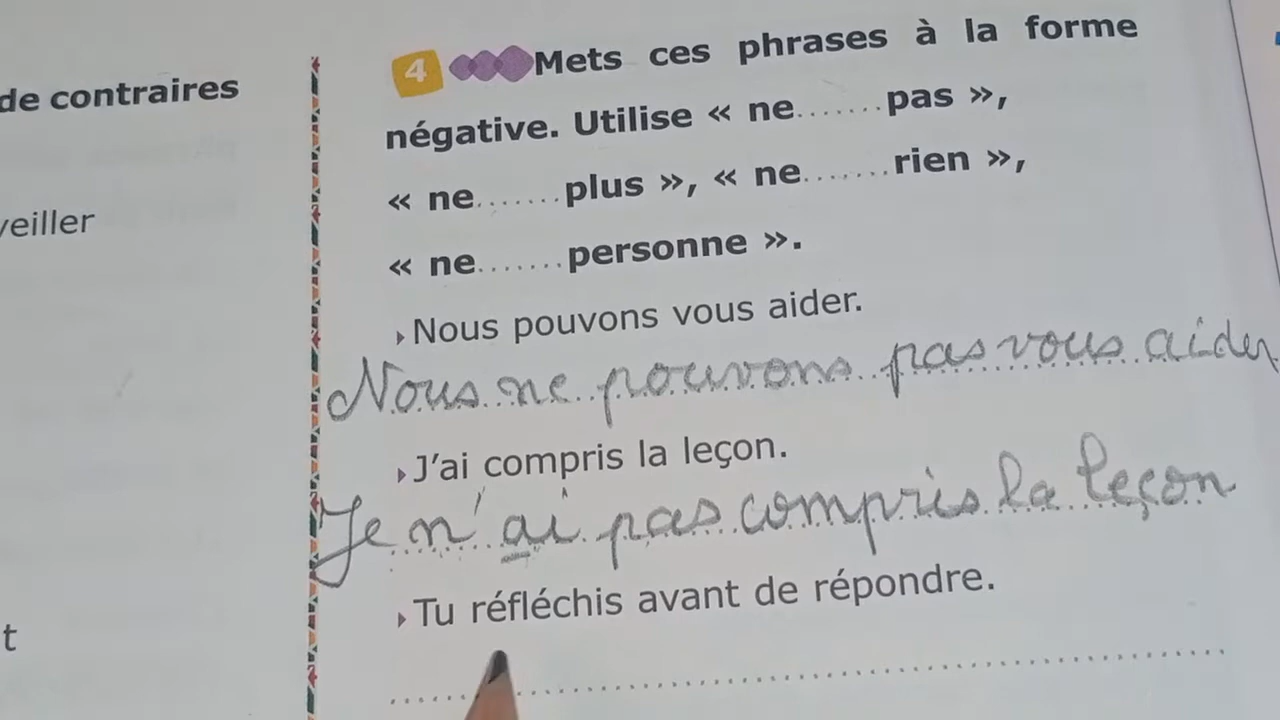 de contraires
veiller
t
4 Mets ces phrases à la forme
négative. Utilise « ne.......pas »,
« ne.......plus », « ne.......rien »,
« ne.......personne ».
Nous pouvons vous aider.
Nous ne pouvons pas vous aider
J'ai compris la leçon.
Je n'ai pas compris la leçon
Tu réfléchis avant de répondre.